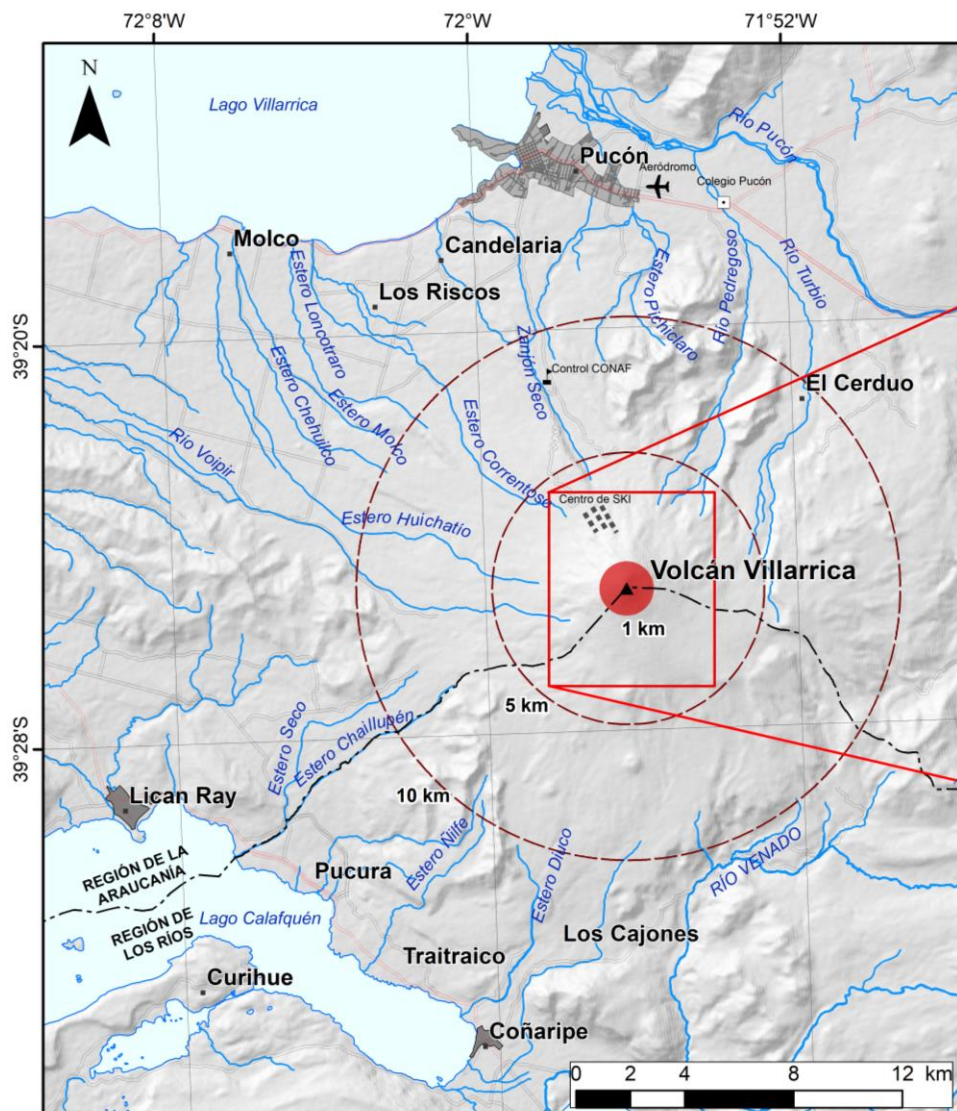 72°8'W
72°W
71°52'W
N
Lago Villarrica
Río Pucón
Pucón
Aeródromo
Colegio Pucón
Molco
Candelaria
Los Riscos
Estero Loncotraro
Estero Pichiclaro
Río Pedregoso
Río Turbio
39°20'S
Zanjón Seco
Control CONAF
El Cerduo
Estero Chehuilco
Estero Molco
Río Voipir
Estero Correntoso
Centro de SKI
Estero Huichatío
Volcán Villarrica
1 km
5 km
39°28'S
Estero Seco
Estero Chaillupén
10 km
Lican Ray
Estero Ñilfe
Estero Diuco
RÍO VENADO
REGIÓN DE LA
ARAUCANÍA
Pucura
REGIÓN DE
LOS RÍOS
Lago Calafquén
Los Cajones
Traitraico
Curihue
Coñaripe
0 2 4 8 12 km